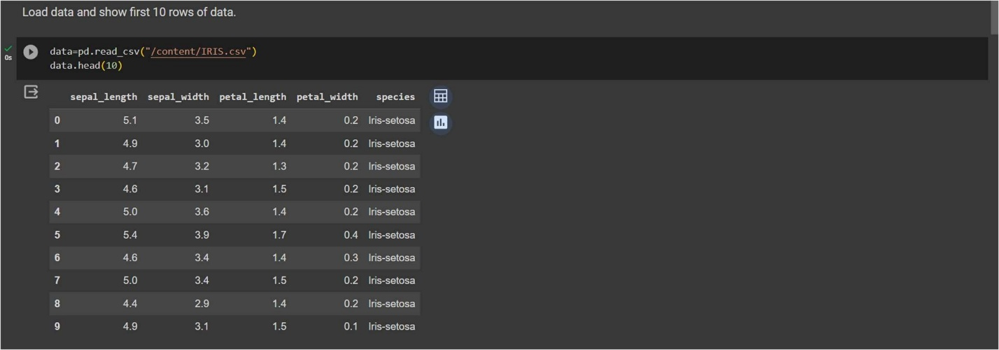 Load data and show first 10 rows of data.
0s
data=pd.read_csv("/content/IRIS.csv")
data.head(10)
sepal_length sepal_width petal_length petal_width species
0 5.1 3.5 1.4 0.2 Iris-setosa
1 4.9 3.0 1.4 0.2 Iris-setosa
2 4.7 3.2 1.3 0.2 Iris-setosa
3 4.6 3.1 1.5 0.2 Iris-setosa
4 5.0 3.6 1.4 0.2 Iris-setosa
5 5.4 3.9 1.7 0.4 Iris-setosa
6 4.6 3.4 1.4 0.3 Iris-setosa
7 5.0 3.4 1.5 0.2 Iris-setosa
8 4.4 2.9 1.4 0.2 Iris-setosa
9 4.9 3.1 1.5 0.1 Iris-setosa